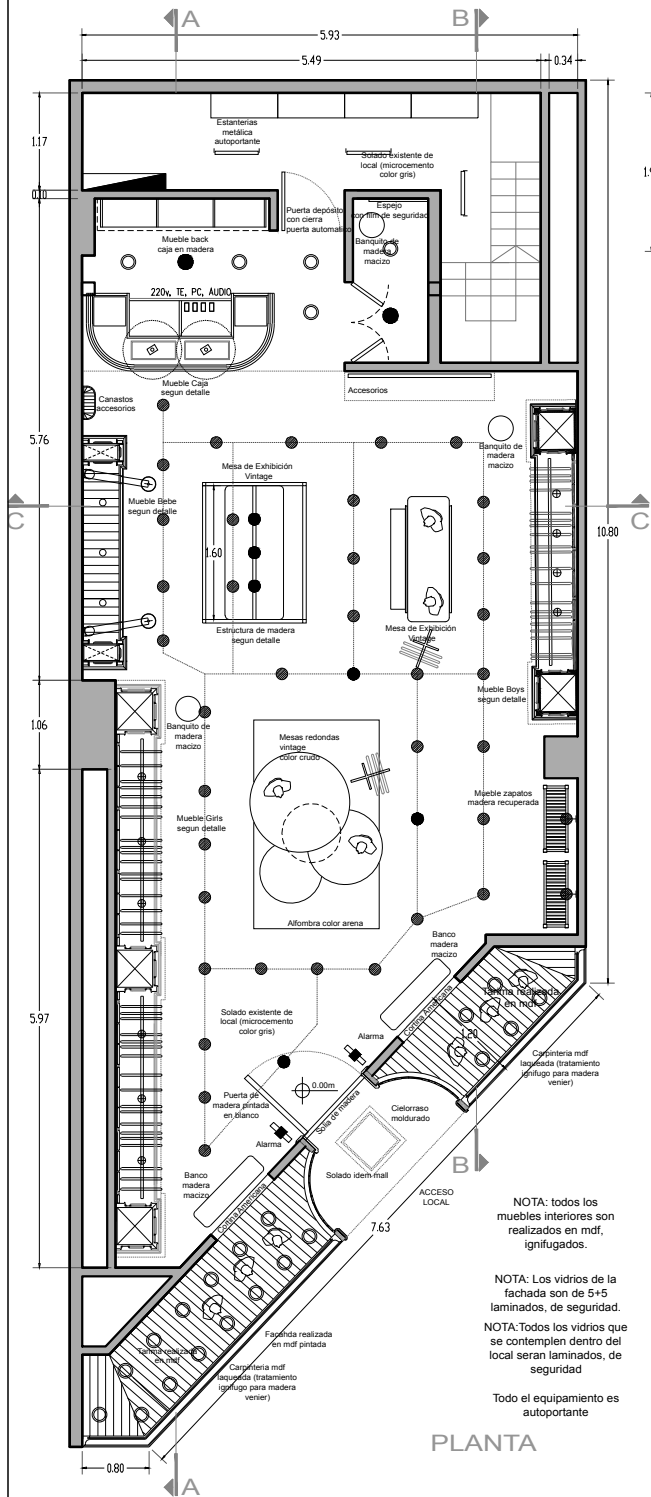 A
B
5.93
5.49
0.34
1.17
Estanterias
metálica
autoportante
Solado existente de
local (microcemento
color gris)
Puerta depósito
con cierra
puerta automatico
Espejo
con film de seguridad
Banquito de
madera
macizo
Mueble back
caja en madera
220v, TE, PC, AUDIO
Mueble Caja
segun detalle
Accesorios
Canastos
accesorios
5.76
Mesa de Exhibición
Vintage
Banquito de
madera
macizo
Mueble Bebe
segun detalle
C
C
10.80
1.60
Estructura de madera
segun detalle
Mesa de Exhibición
Vintage
Mueble Boys
segun detalle
1.06
Banquito de
madera
macizo
Mesas redondas
vintage
color crudo
Mueble zapatos
madera recuperada
Mueble Girls
segun detalle
Alfombra color arena
Banco
madera
macizo
5.97
Solado existente de
local (microcemento
color gris)
Cortina Americana
Tarima realizada
en mdf
1.20
Alarma
Carpinteria mdf
laqueada (tratamiento
ignifugo para madera
venier)
0.00m
Puerta de
madera pintada
en blanco
Solia de madera
Cielorraso
moldurado
Alarma
Solado idem mall
B
Banco
madera
macizo
Cortina Americana
ACCESO
LOCAL
7.63
NOTA: todos los
muebles interiores son
realizados en mdf,
ignifugados.
NOTA: Los vidrios de la
fachada son de 5+5
laminados, de seguridad.
NOTA:Todos los vidrios que
se contemplen dentro del
local seran laminados, de
seguridad
Todo el equipamiento es
autoportante
Facahda realizada
en mdf pintada
Tarima realizada
en mdf
Carpinteria mdf
laqueada (tratamiento
ignifugo para madera
venier)
PLANTA
0.80
A